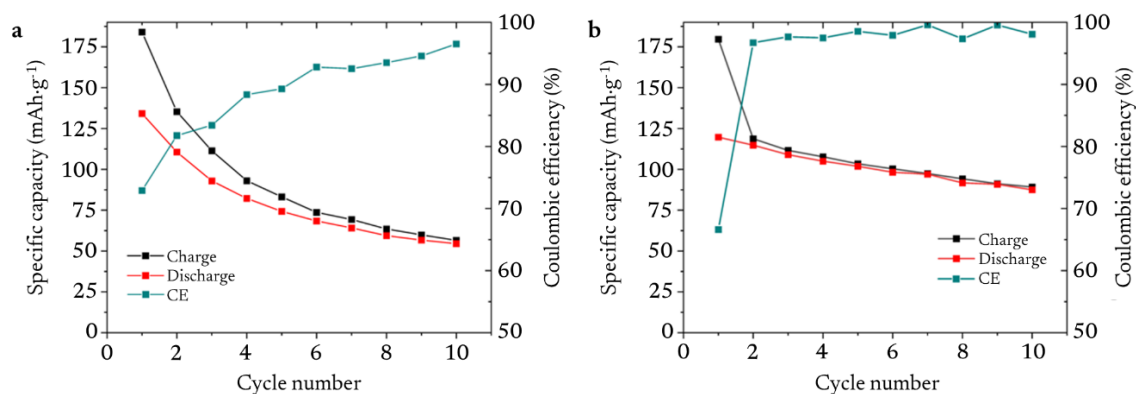 a
Specific capacity (mAh·g⁻¹)
175
150
125
100
75
50
25
0
Charge
Discharge
CE
0 2 4 6 8 10
Cycle number
100
90
80
70
60
50
Coulombic efficiency (%)
b
Specific capacity (mAh·g⁻¹)
175
150
125
100
75
50
25
0
Charge
Discharge
CE
0 2 4 6 8 10
Cycle number
100
90
80
70
60
50
Coulombic efficiency (%)